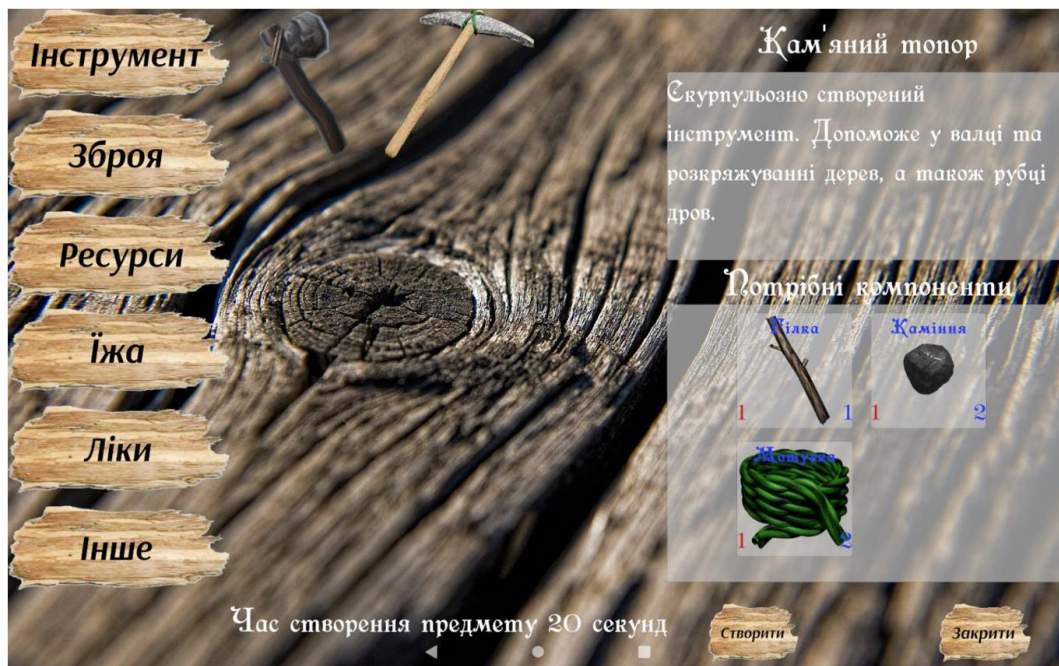 Інструмент
Зброя
Ресурси
Їжа
Ліки
Інше
Кам'яний топор
Скурпульозно створений
інструмент. Допоможе у валці та
розкряжуванні дерев, а також рубці
дров.
Потрібні компоненти
Гілка
Каміння
1 1
1 2
Мотузка
1 2
Час створення предмету 20 секунд
Створити
Закрити